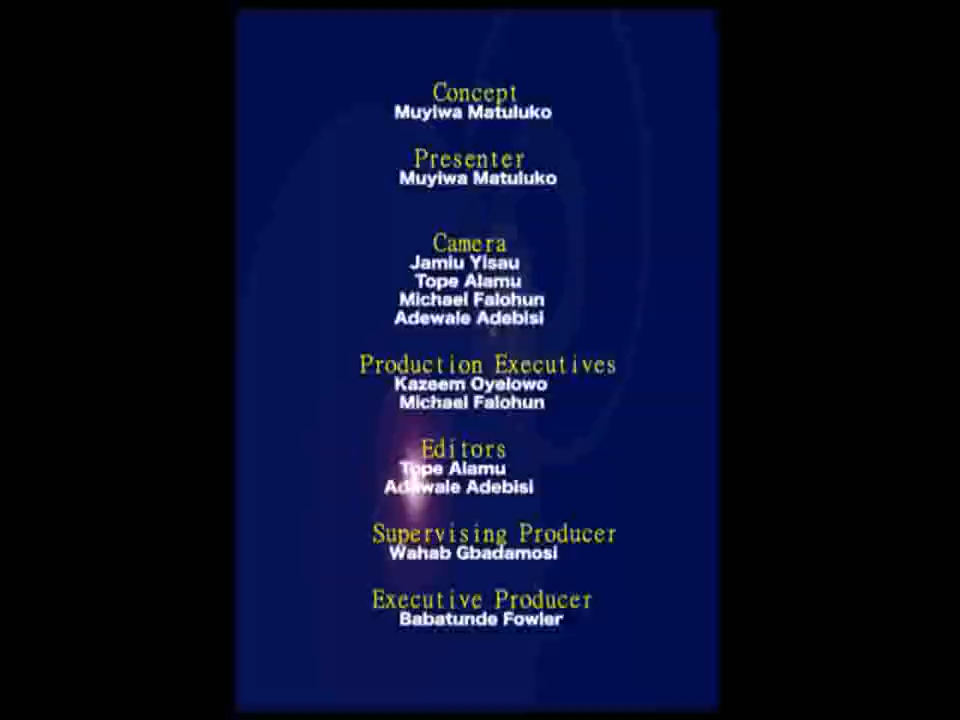 Concept
Muyiwa Matuluko
Presenter
Muyiwa Matuluko
Camera
Jamiu Yisau
Tope Alamu
Michael Falohun
Adewale Adebisi
Production Executives
Kazeem Oyelowo
Michael Falohun
Editors
Tope Alamu
Adewale Adebisi
Supervising Producer
Wahab Gbadamosi
Executive Producer
Babatunde Fowler